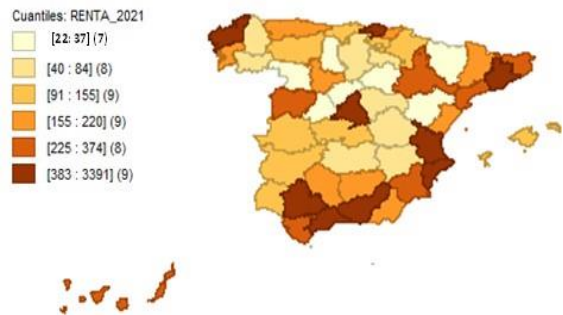 Cuantiles: RENTA_2021
[22: 37] (7)
[40 : 84] (8)
[91 : 155] (9)
[155 : 220] (9)
[225 : 374] (8)
[383 : 3391] (9)